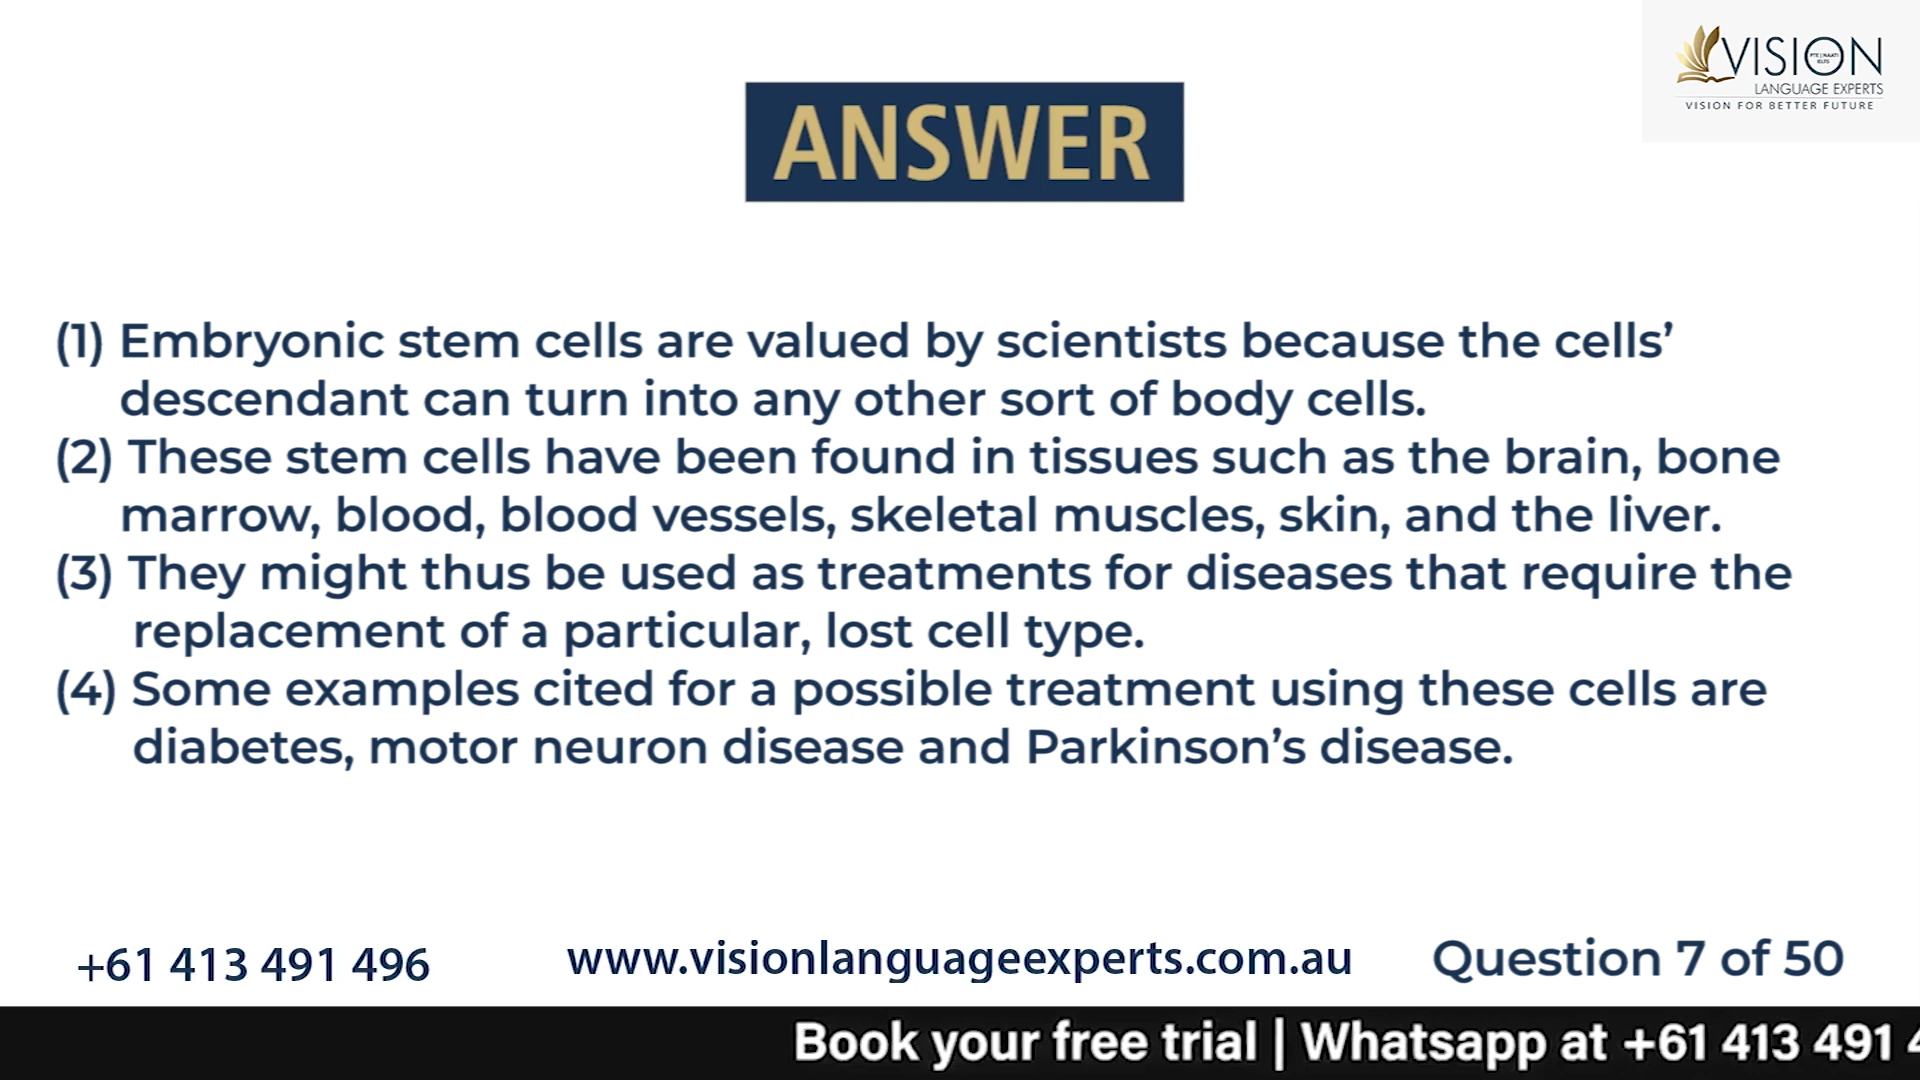 VISION
LANGUAGE EXPERTS
VISION FOR BETTER FUTURE
ANSWER
(1) Embryonic stem cells are valued by scientists because the cells’
descendant can turn into any other sort of body cells.
(2) These stem cells have been found in tissues such as the brain, bone
marrow, blood, blood vessels, skeletal muscles, skin, and the liver.
(3) They might thus be used as treatments for diseases that require the
replacement of a particular, lost cell type.
(4) Some examples cited for a possible treatment using these cells are
diabetes, motor neuron disease and Parkinson’s disease.
+61 413 491 496 www.visionlanguageexperts.com.au Question 7 of 50
Book your free trial | Whatsapp at +61 413 491